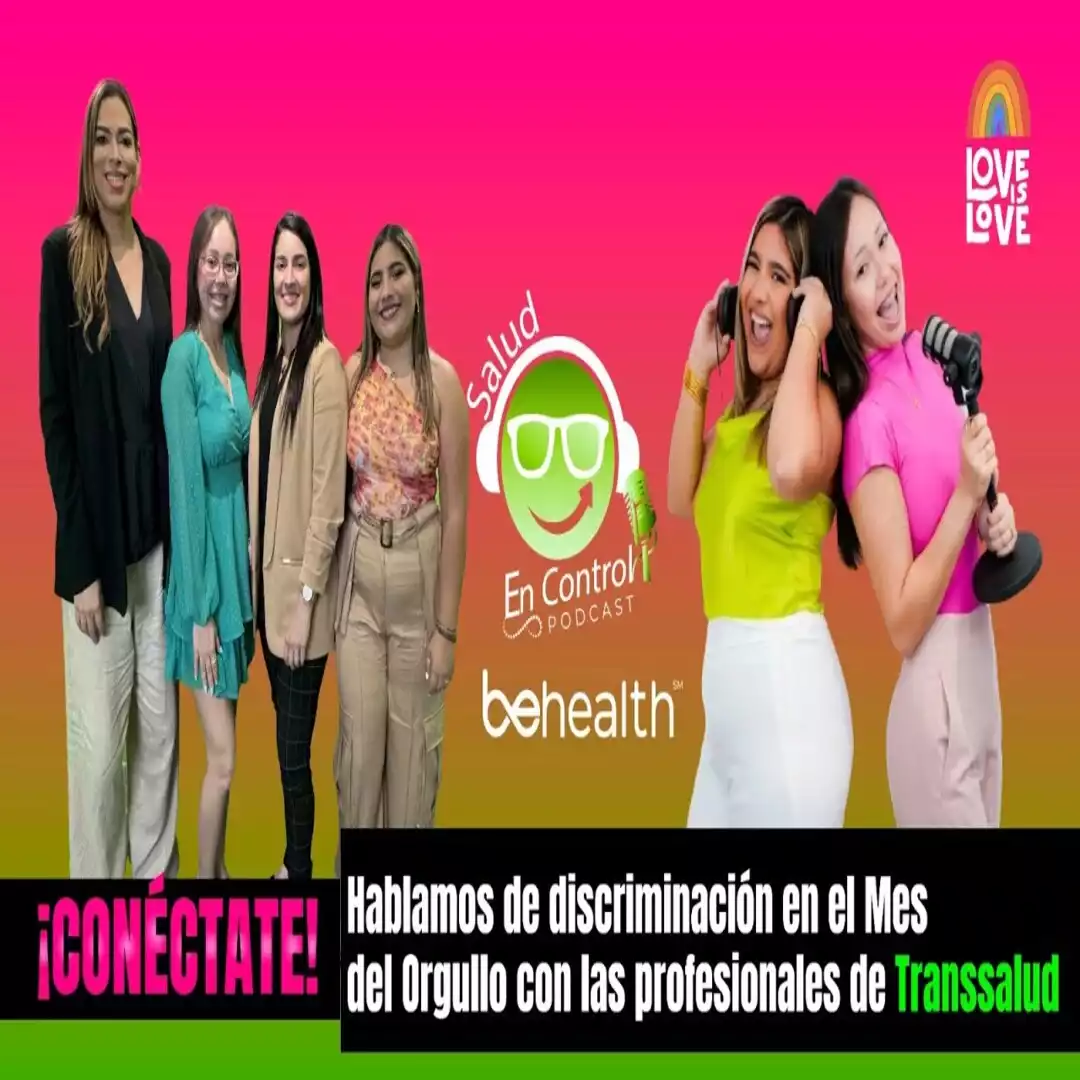 LOVE
IS
LOVE
Salud
En Control
PODCAST
behealth℠
¡CONÉCTATE!
Hablamos de discriminación en el Mes
del Orgullo con las profesionales de Transsalud